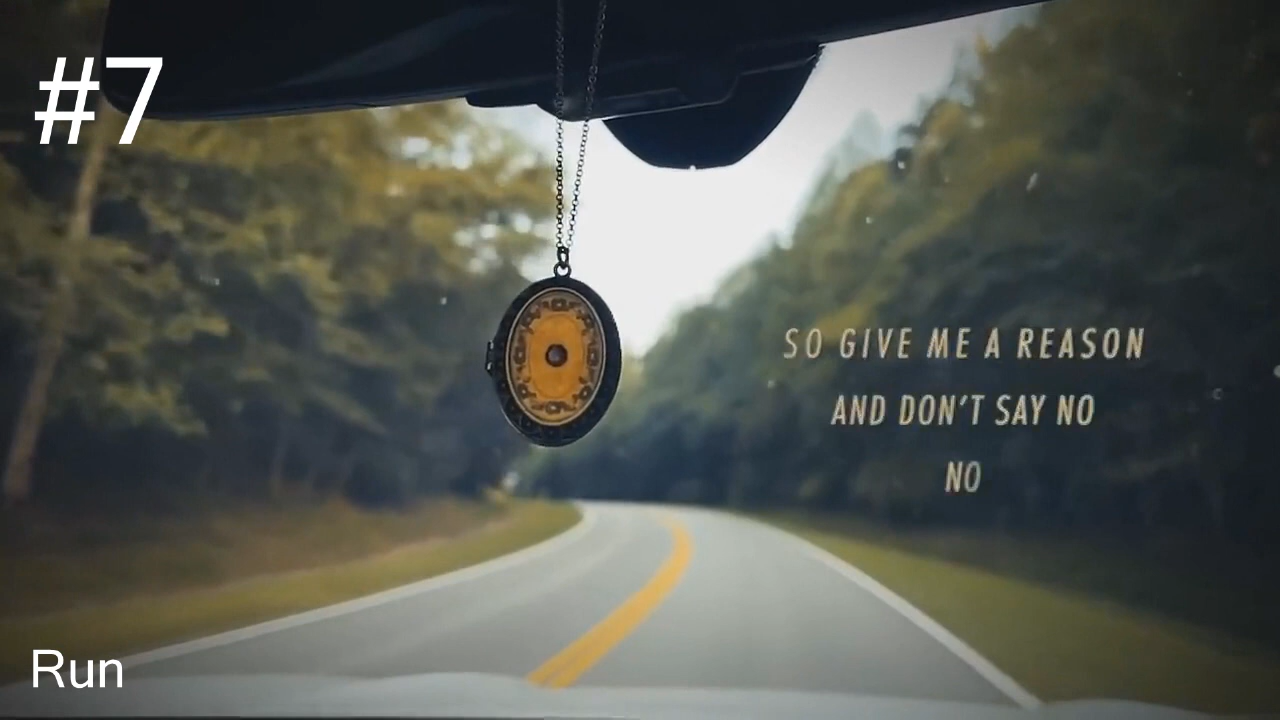 #7
SO GIVE ME A REASON
AND DON'T SAY NO
NO
Run